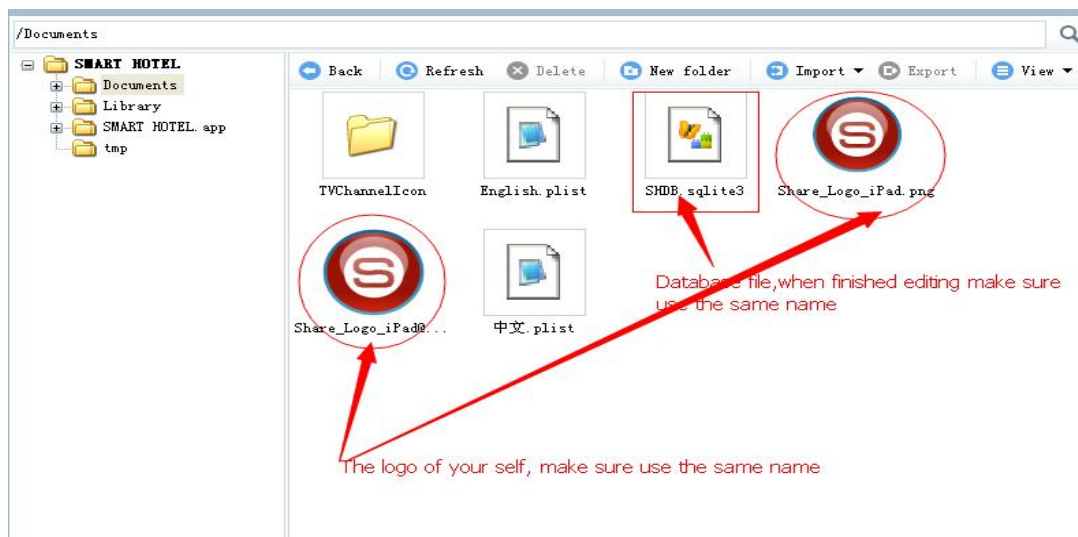 /Documents
SMART HOTEL
Documents
Library
SMART HOTEL.app
tmp
Back Refresh Delete New folder Import Export View
TVChannelIcon English.plist SHDB.sqlite3 Share_Logo_iPad.png
Share_Logo_iPad@... 中文.plist
Database file,when finished editing make sure
use the same name
The logo of your self, make sure use the same name